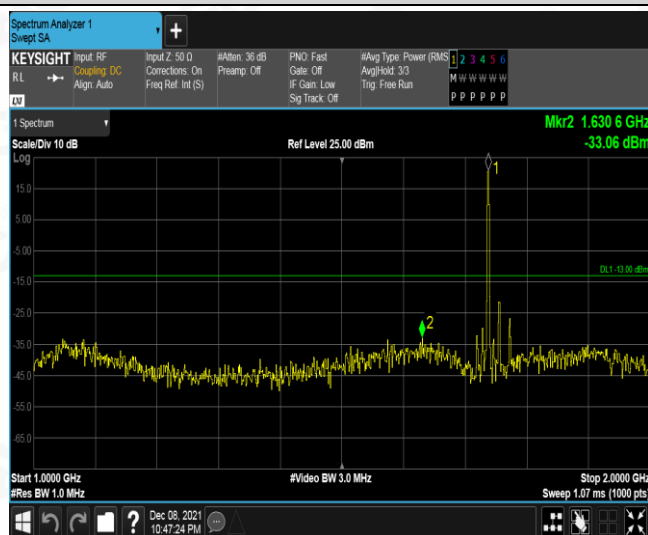 Spectrum Analyzer 1
Swept SA
+
KEYSIGHT
RL
Input: RF
Coupling: DC
Align: Auto
Input Z: 50 Ω
Corrections: On
Freq Ref: Int (S)
#Atten: 36 dB
Preamp: Off
PNO: Fast
Gate: Off
IF Gain: Low
Sig Track: Off
#Avg Type: Power (RMS
Avg|Hold: 3/3
Trig: Free Run
1 2 3 4 5 6
M W W W W W
P P P P P P
LXI
1 Spectrum
Scale/Div 10 dB
Ref Level 25.00 dBm
Mkr2 1.630 6 GHz
-33.06 dBm
Log
1
15.0
5.00
-5.00
DL1 -13.00 dBm
-15.0
-25.0
2
-35.0
-45.0
-55.0
-65.0
Start 1.0000 GHz
#Video BW 3.0 MHz
Stop 2.0000 GHz
#Res BW 1.0 MHz
Sweep 1.07 ms (1000 pts)
?
Dec 08, 2021
10:47:24 PM